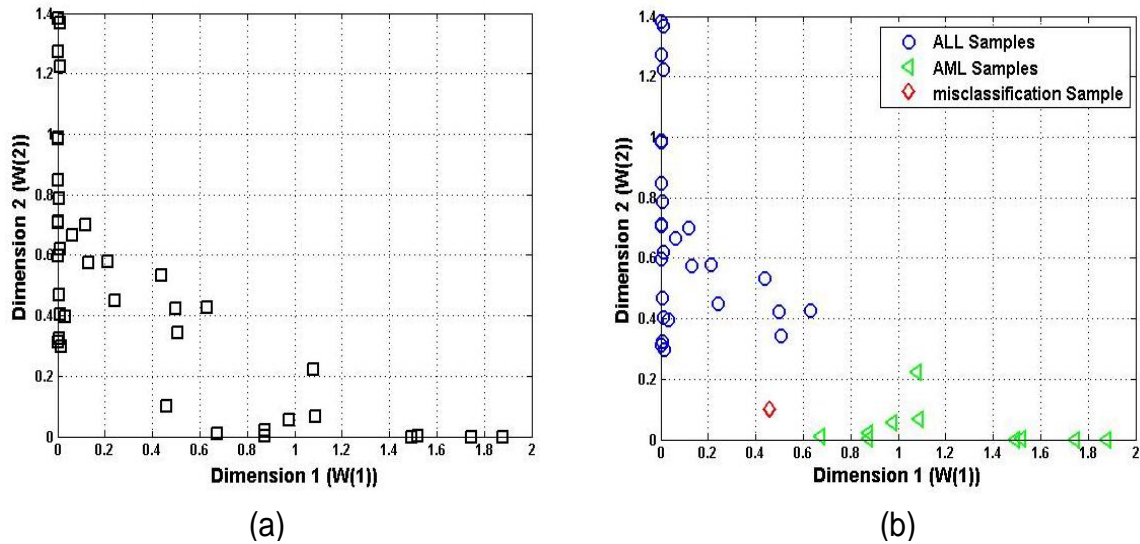 1.4
1.2
1
0.8
0.6
0.4
0.2
0
Dimension 2 (W(2))
0 0.2 0.4 0.6 0.8 1 1.2 1.4 1.6 1.8 2
Dimension 1 (W(1))
(a)
1.4
1.2
1
0.8
0.6
0.4
0.2
0
Dimension 2 (W(2))
ALL Samples
AML Samples
misclassification Sample
0 0.2 0.4 0.6 0.8 1 1.2 1.4 1.6 1.8 2
Dimension 1 (W(1))
(b)